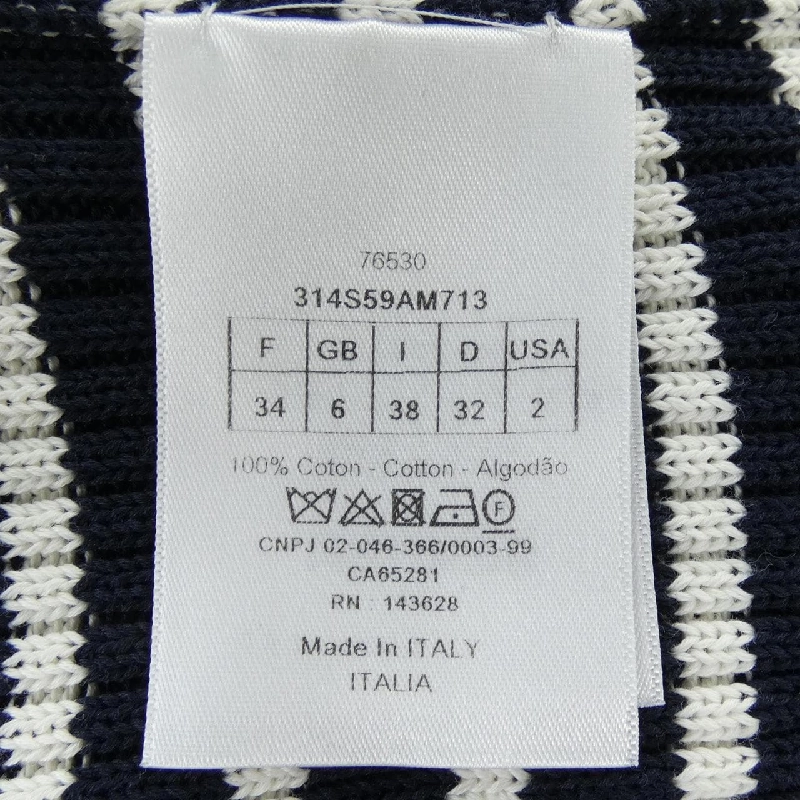 76530
314S59AM713
F GB I D USA
34 6 38 32 2
100% Coton - Cotton - Algodão
F
CNPJ 02-046-366/0003-99
CA65281
RN : 143628
Made In ITALY
ITALIA